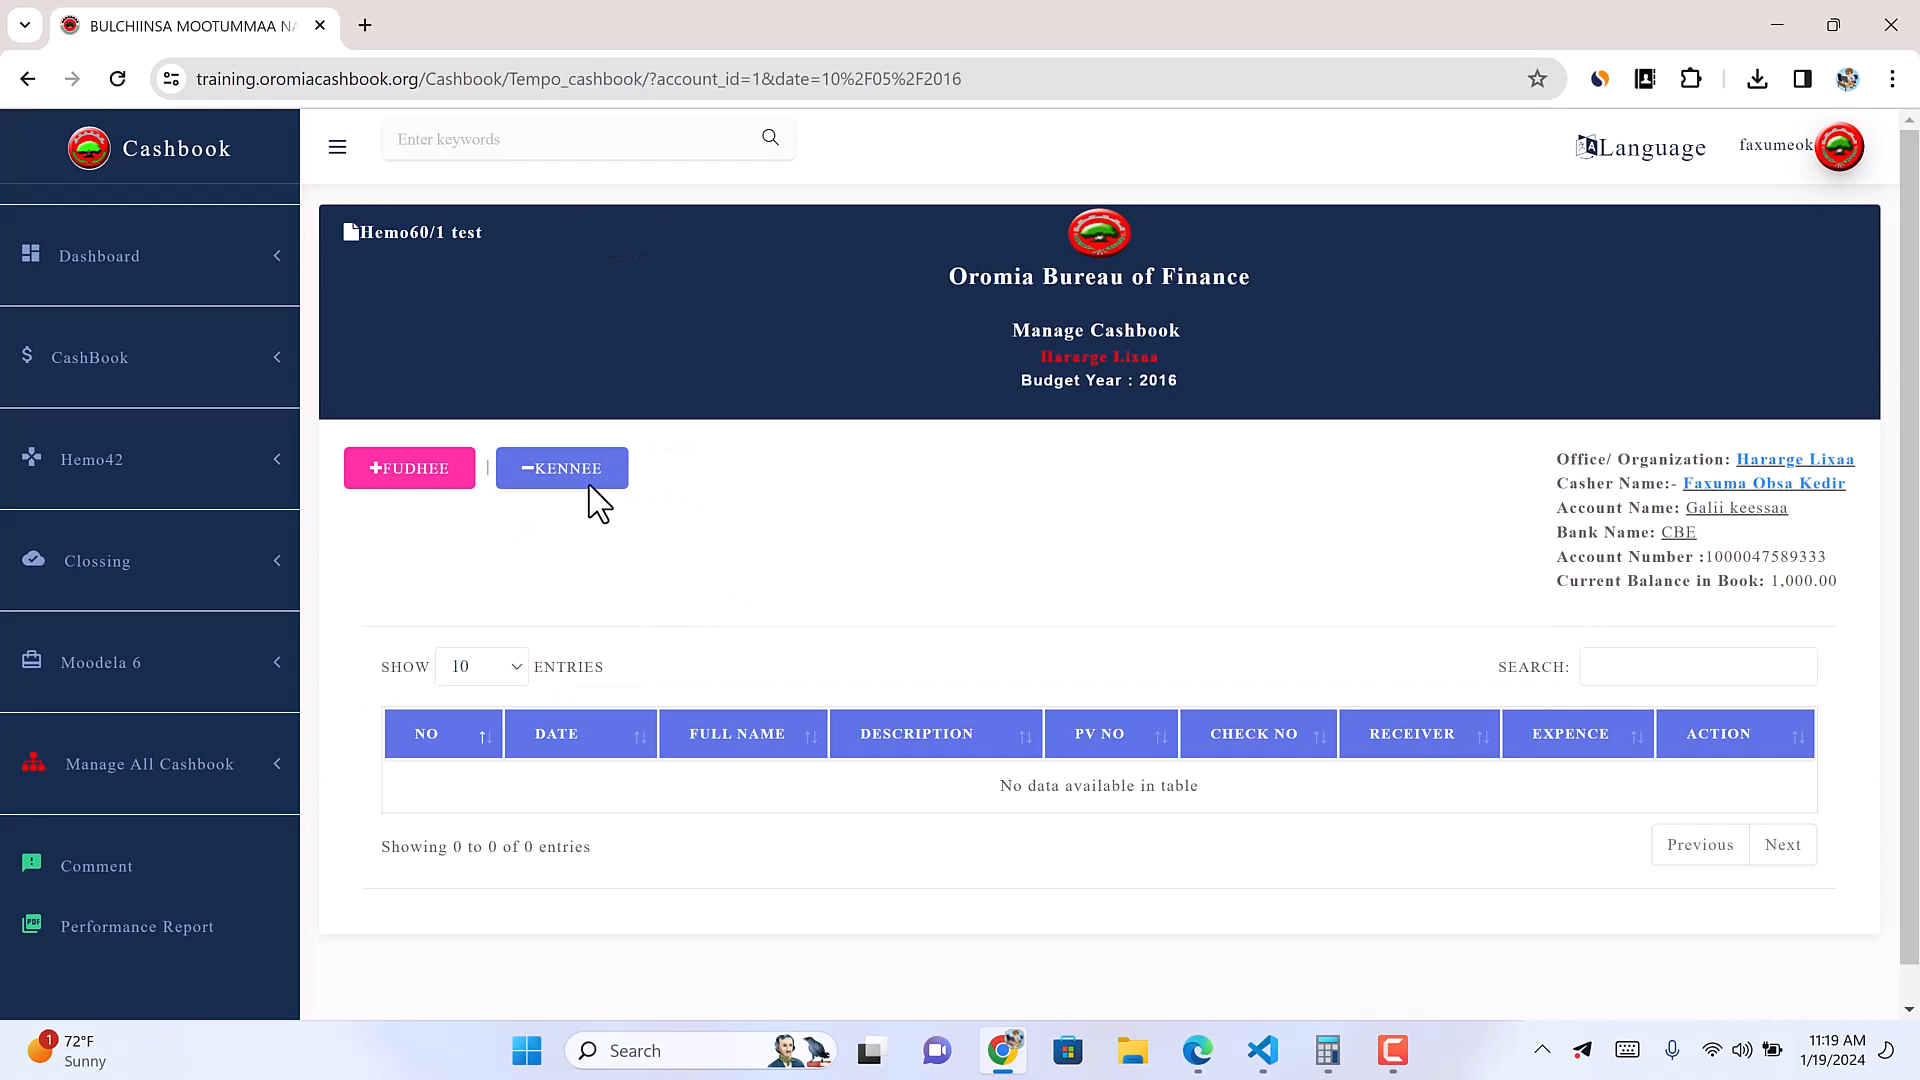 BULCHIINSA MOOTUMMAA NA
training.oromiacashbook.org/Cashbook/Tempo_cashbook/?account_id=1&date=10%2F05%2F2016
Cashbook
Enter keywords
Language
faxumeok
Dashboard
CashBook
Hemo42
Clossing
Moodela 6
Manage All Cashbook
Comment
Performance Report
Hemo60/1 test
Oromia Bureau of Finance
Manage Cashbook
Hararge Lixaa
Budget Year : 2016
FUDHEE | KENNEE
Office/ Organization: Hararge Lixaa
Casher Name:- Faxuma Obsa Kedir
Account Name: Galii keessaa
Bank Name: CBE
Account Number :1000047589333
Current Balance in Book: 1,000.00
SHOW 10 ENTRIES
SEARCH:
NO DATE FULL NAME DESCRIPTION PV NO CHECK NO RECEIVER EXPENCE ACTION
No data available in table
Showing 0 to 0 of 0 entries
Previous Next
1
72°F
Sunny
Search
11:19 AM
1/19/2024